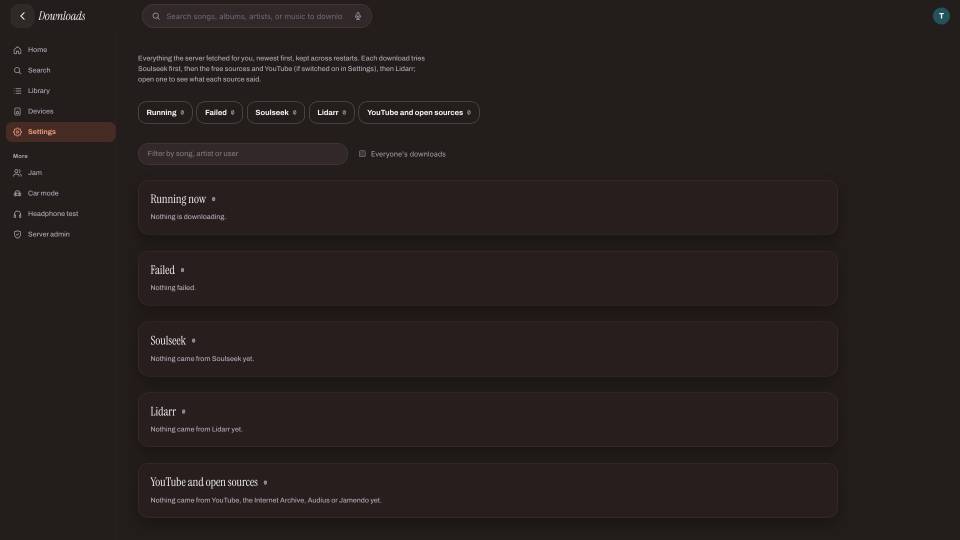 Downloads
Search songs, albums, artists, or music to downlo
T
Home
Search
Library
Devices
Settings
More
Jam
Car mode
Headphone test
Server admin
Everything the server fetched for you, newest first, kept across restarts. Each download tries
Soulseek first, then the free sources and YouTube (if switched on in Settings), then Lidarr;
open one to see what each source said.
Running 0
Failed 0
Soulseek 0
Lidarr 0
YouTube and open sources 0
Filter by song, artist or user
Everyone's downloads
Running now 0
Nothing is downloading.
Failed 0
Nothing failed.
Soulseek 0
Nothing came from Soulseek yet.
Lidarr 0
Nothing came from Lidarr yet.
YouTube and open sources 0
Nothing came from YouTube, the Internet Archive, Audius or Jamendo yet.